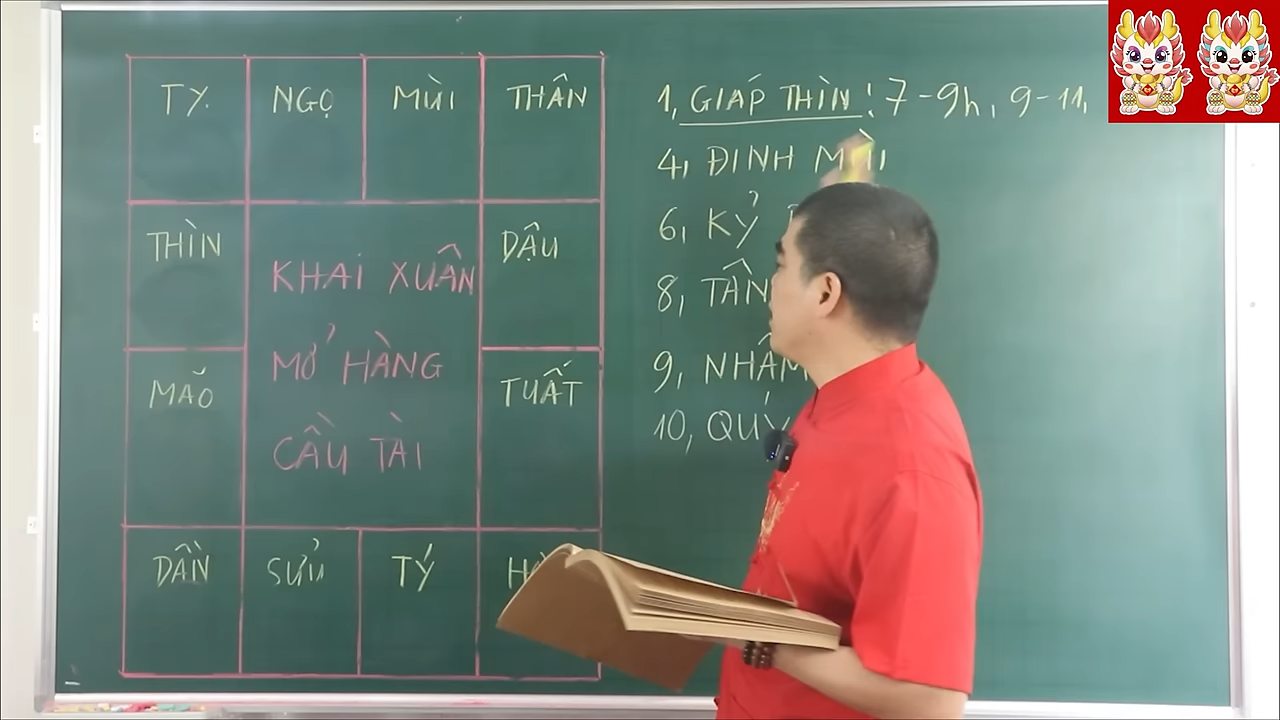 TỴ NGỌ MÙI THÂN
THÌN DẬU
KHAI XUÂN
MỞ HÀNG
CẦU TÀI
MÃO TUẤT
DẦN SỬU TÝ
1, GIÁP THÌN: 7-9h, 9-11,
4, ĐINH MÙI
6, KỶ
8, TÂN
9, NHÂM
10, QUÝ